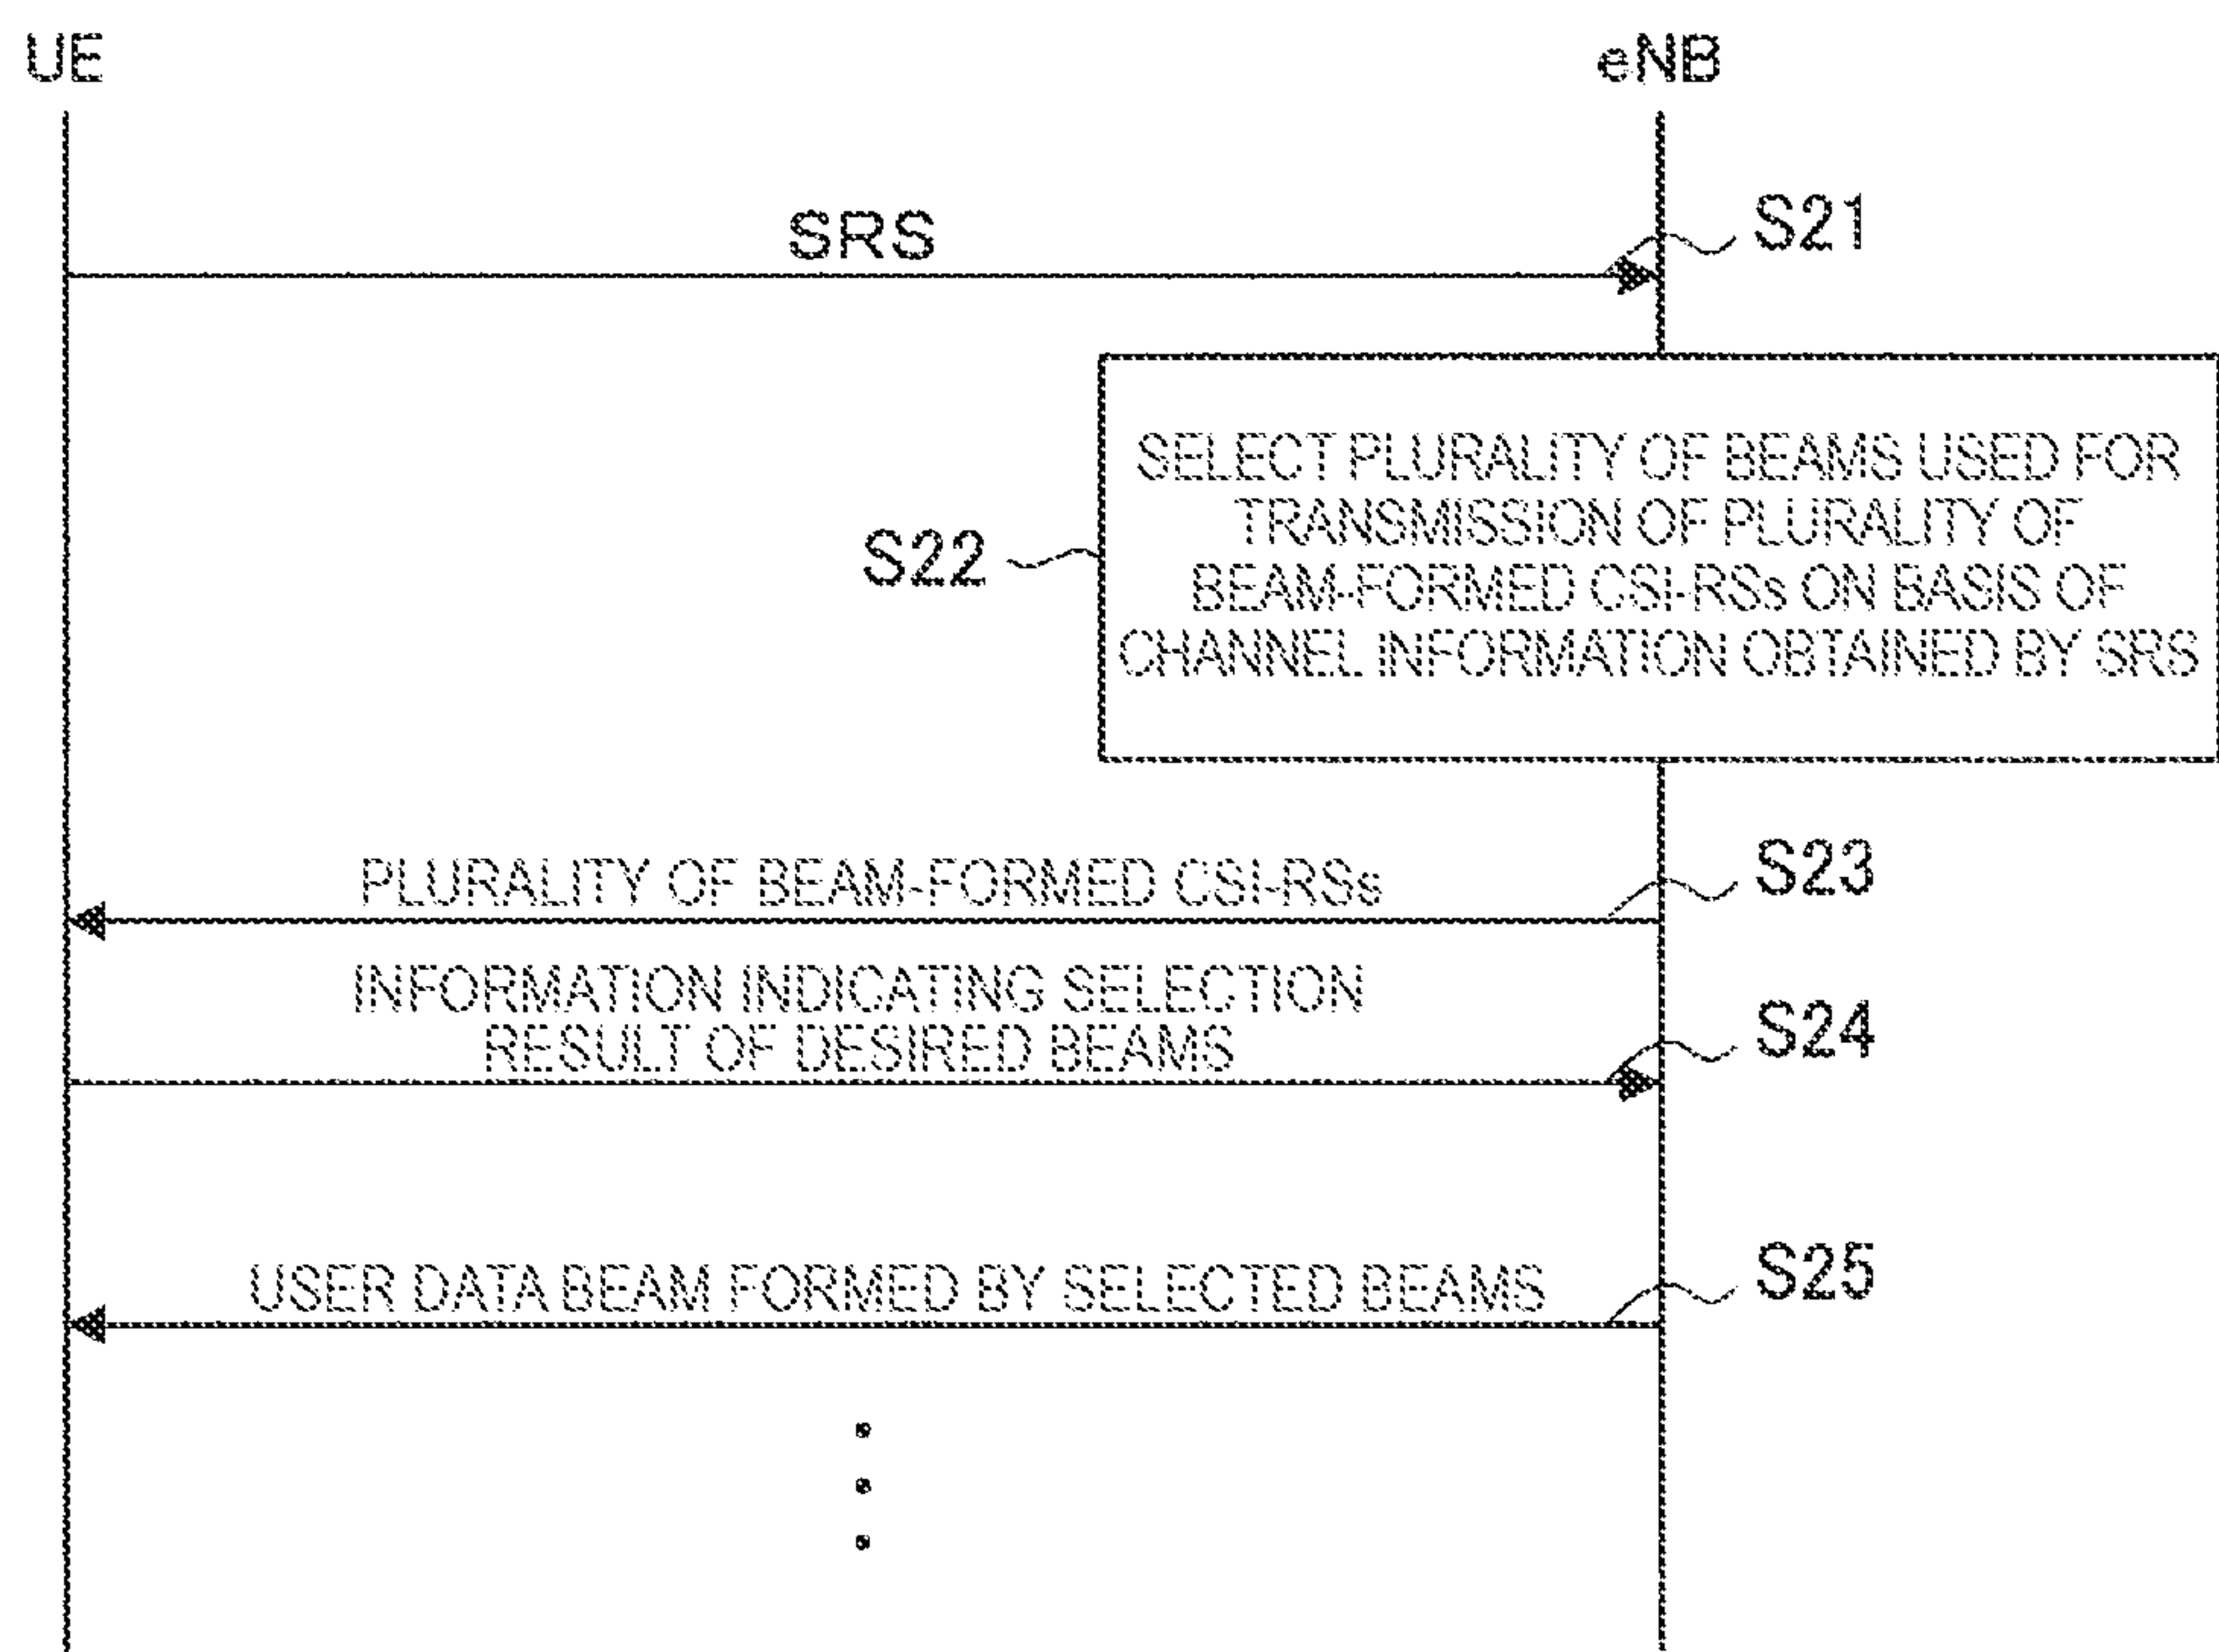 UE
eNB
SRS
S21
SELECT PLURALITY OF BEAMS USED FOR
TRANSMISSION OF PLURALITY OF
BEAM-FORMED CSI-RSs ON BASIS OF
CHANNEL INFORMATION OBTAINED BY SRS
S22
PLURALITY OF BEAM-FORMED CSI-RSs
S23
INFORMATION INDICATING SELECTION
RESULT OF DESIRED BEAMS
S24
USER DATA BEAM FORMED BY SELECTED BEAMS
S25